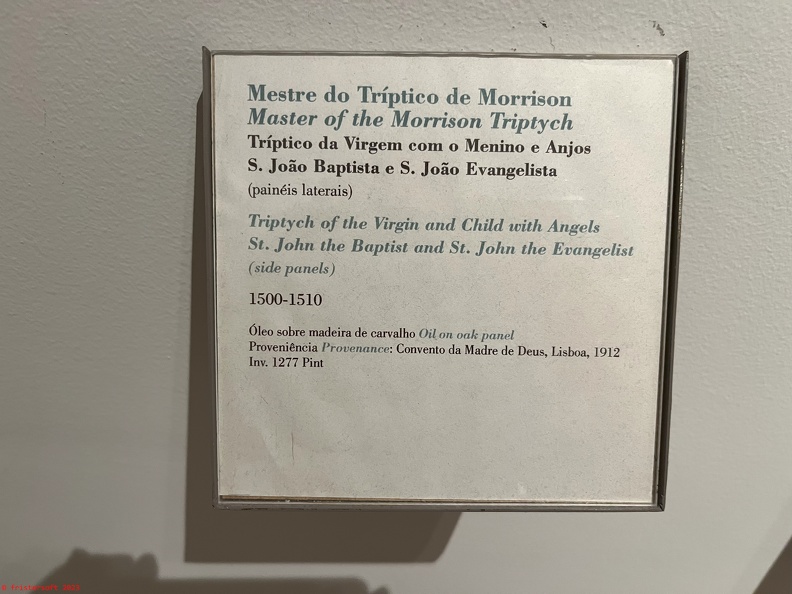 Mestre do Tríptico de Morrison
Master of the Morrison Triptych
Tríptico da Virgem com o Menino e Anjos
S. João Baptista e S. João Evangelista
(painéis laterais)
Triptych of the Virgin and Child with Angels
St. John the Baptist and St. John the Evangelist
(side panels)
1500-1510
Óleo sobre madeira de carvalho Oil on oak panel
Proveniência Provenance: Convento da Madre de Deus, Lisboa, 1912
Inv. 1277 Pint